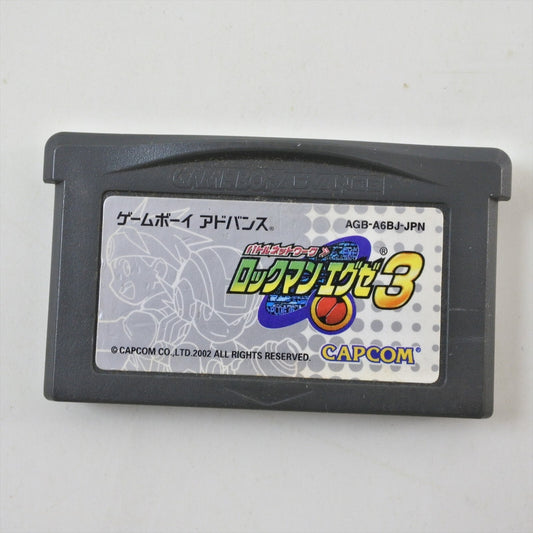 GAME BOY ADVANCE
ゲームボーイ アドバンス®
AGB-A6BJ-JPN
バトルネットワーク
ロックマン エグゼ3®
© CAPCOM CO.,LTD.2002 ALL RIGHTS RESERVED.
CAPCOM